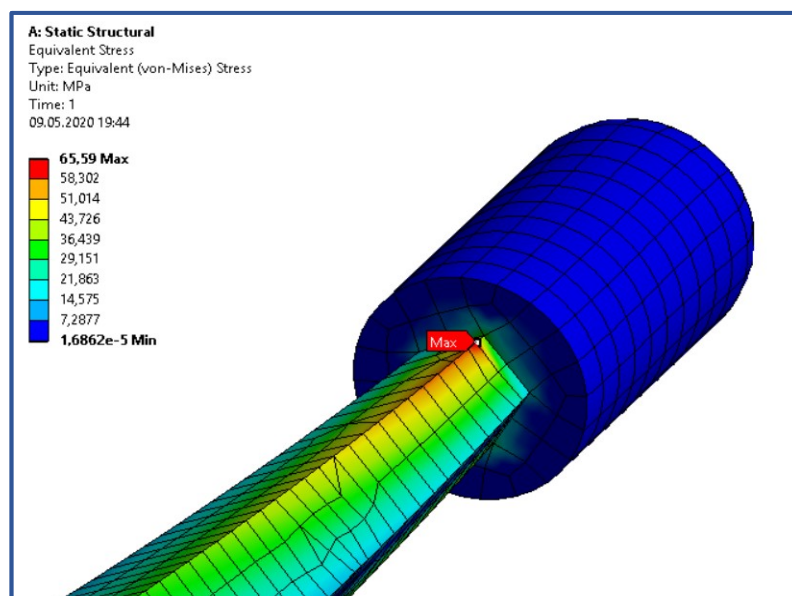 A: Static Structural
Equivalent Stress
Type: Equivalent (von-Mises) Stress
Unit: MPa
Time: 1
09.05.2020 19:44
65,59 Max
58,302
51,014
43,726
36,439
29,151
21,863
14,575
7,2877
1,6862e-5 Min
Max